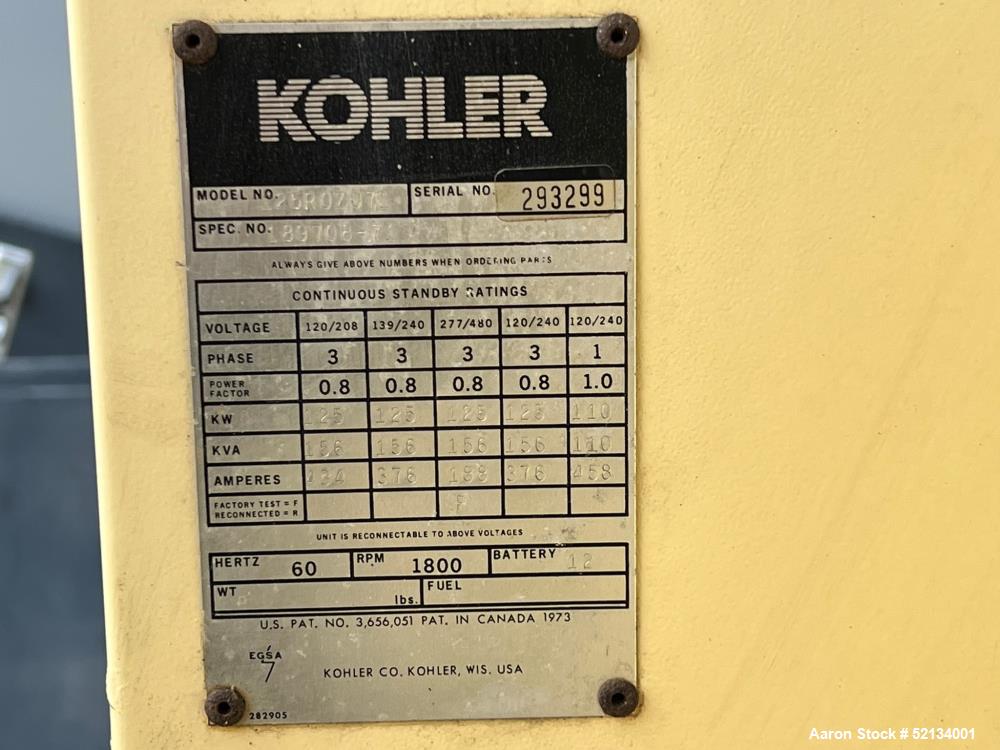 KOHLER
MODEL NO. SERIAL NO. 293299
SPEC. NO.
ALWAYS GIVE ABOVE NUMBERS WHEN ORDERING PARTS
CONTINUOUS STANDBY RATINGS
VOLTAGE 120/208 139/240 277/480 120/240 120/240
PHASE 3 3 3 3 1
POWER FACTOR 0.8 0.8 0.8 0.8 1.0
KW 125 125 125 125 110
KVA 156 156 156 156 110
AMPERES 434 376 188 376 458
FACTORY TEST = F
RECONNECTED = R F
UNIT IS RECONNECTABLE TO ABOVE VOLTAGES
HERTZ 60 RPM 1800 BATTERY 12
WT lbs. FUEL
U.S. PAT. NO. 3,656,051 PAT. IN CANADA 1973
EGSA
KOHLER CO. KOHLER, WIS. USA
282905
Aaron Stock # 52134001